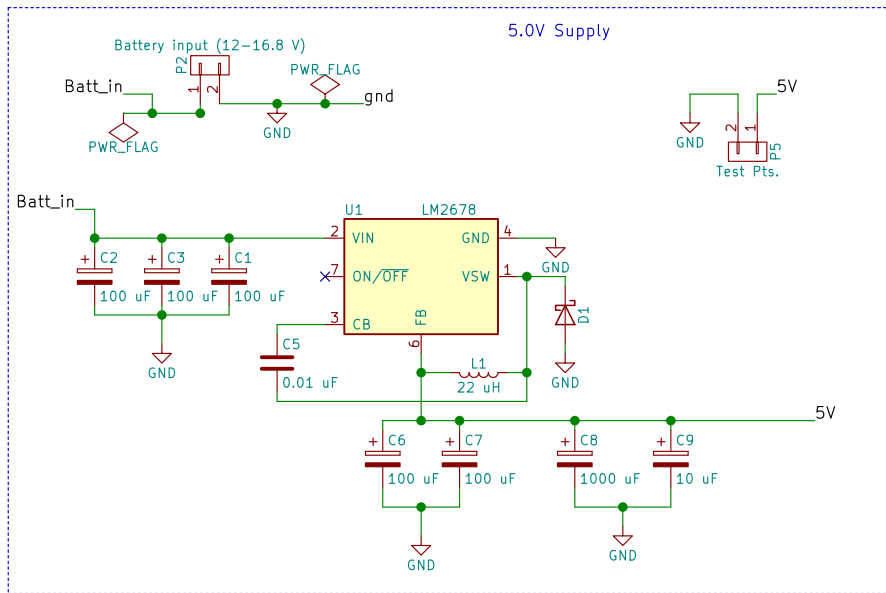 5.0V Supply
Battery input (12-16.8 V)
P2
PWR_FLAG
Batt_in
1
2
gnd
GND
PWR_FLAG
5V
GND
2
1
P5
Test Pts.
Batt_in
U1
LM2678
2
VIN
GND
4
GND
C2
C3
C1
100 uF
100 uF
100 uF
7
ON/OFF
VSW
1
3
CB
FB
6
D1
GND
GND
C5
0.01 uF
L1
22 uH
5V
C6
C7
C8
C9
100 uF
100 uF
1000 uF
10 uF
GND
GND